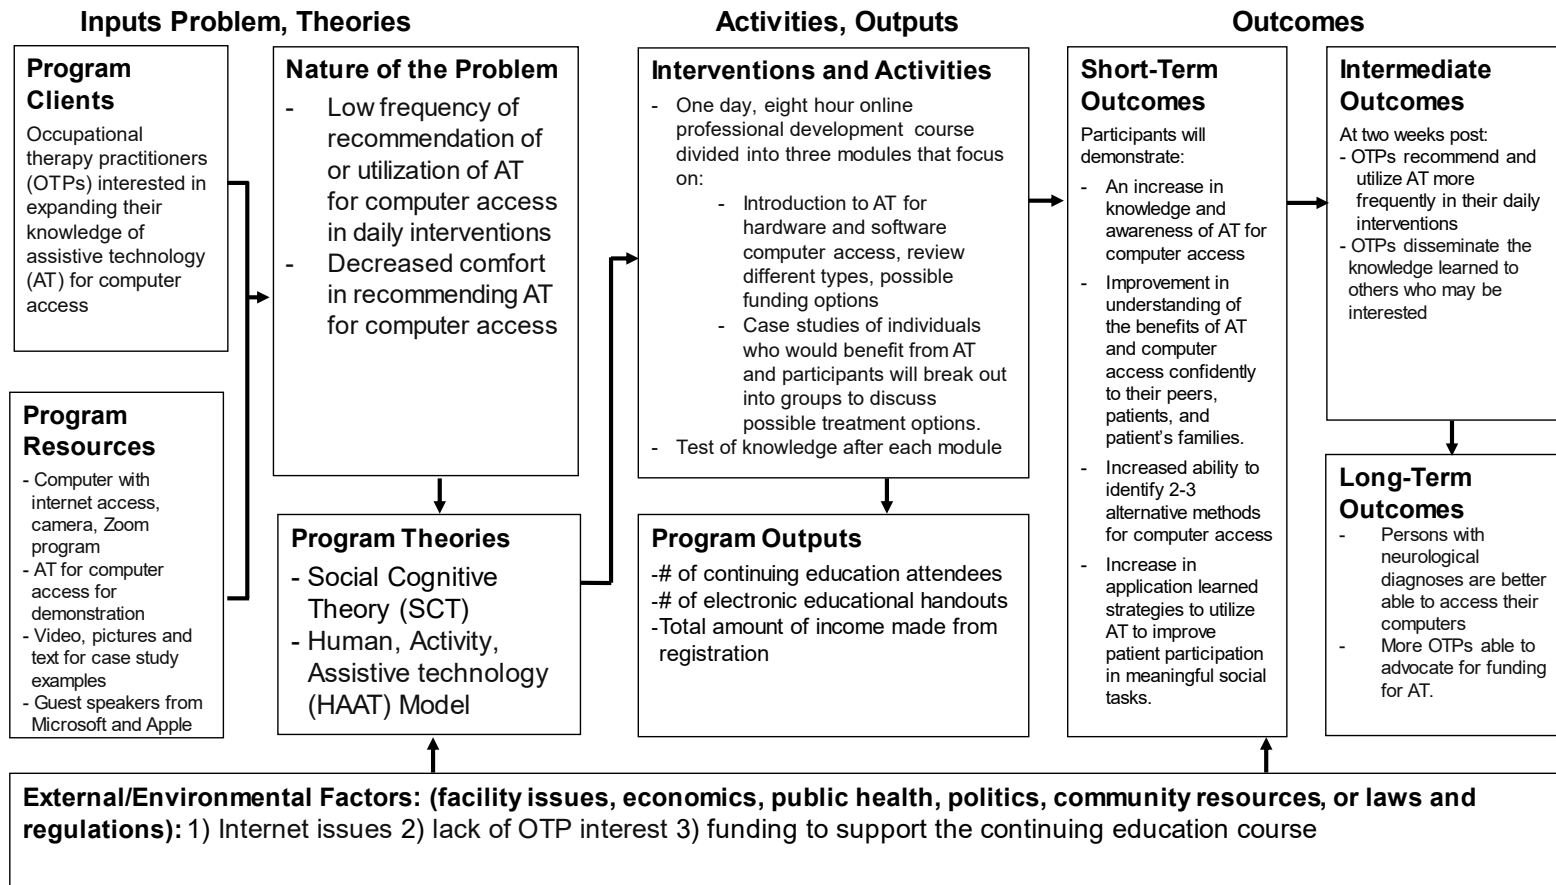 Inputs Problem, Theories
Activities, Outputs
Outcomes
Program
Clients
Occupational
therapy practitioners
(OTPs) interested in
expanding their
knowledge of
assistive technology
(AT) for computer
access
Program
Resources
- Computer with
internet access,
camera, Zoom
program
- AT for computer
access for
demonstration
- Video, pictures and
text for case study
examples
- Guest speakers from
Microsoft and Apple
Nature of the Problem
- Low frequency of
recommendation of
or utilization of AT
for computer access
in daily interventions
- Decreased comfort
in recommending AT
for computer access
Program Theories
- Social Cognitive
Theory (SCT)
- Human, Activity,
Assistive technology
(HAAT) Model
Interventions and Activities
- One day, eight hour online
professional development course
divided into three modules that focus
on:
- Introduction to AT for
hardware and software
computer access, review
different types, possible
funding options
- Case studies of individuals
who would benefit from AT
and participants will break out
into groups to discuss
possible treatment options.
- Test of knowledge after each module
Program Outputs
-# of continuing education attendees
-# of electronic educational handouts
-Total amount of income made from
registration
Short-Term
Outcomes
Participants will
demonstrate:
- An increase in
knowledge and
awareness of AT for
computer access
- Improvement in
understanding of
the benefits of AT
and computer
access confidently
to their peers,
patients, and
patient's families.
- Increased ability to
identify 2-3
alternative methods
for computer access
- Increase in
application learned
strategies to utilize
AT to improve
patient participation
in meaningful social
tasks.
Intermediate
Outcomes
At two weeks post:
- OTPs recommend and
utilize AT more
frequently in their daily
interventions
- OTPs disseminate the
knowledge learned to
others who may be
interested
Long-Term
Outcomes
- Persons with
neurological
diagnoses are better
able to access their
computers
- More OTPs able to
advocate for funding
for AT.
External/Environmental Factors: (facility issues, economics, public health, politics, community resources, or laws and
regulations): 1) Internet issues 2) lack of OTP interest 3) funding to support the continuing education course